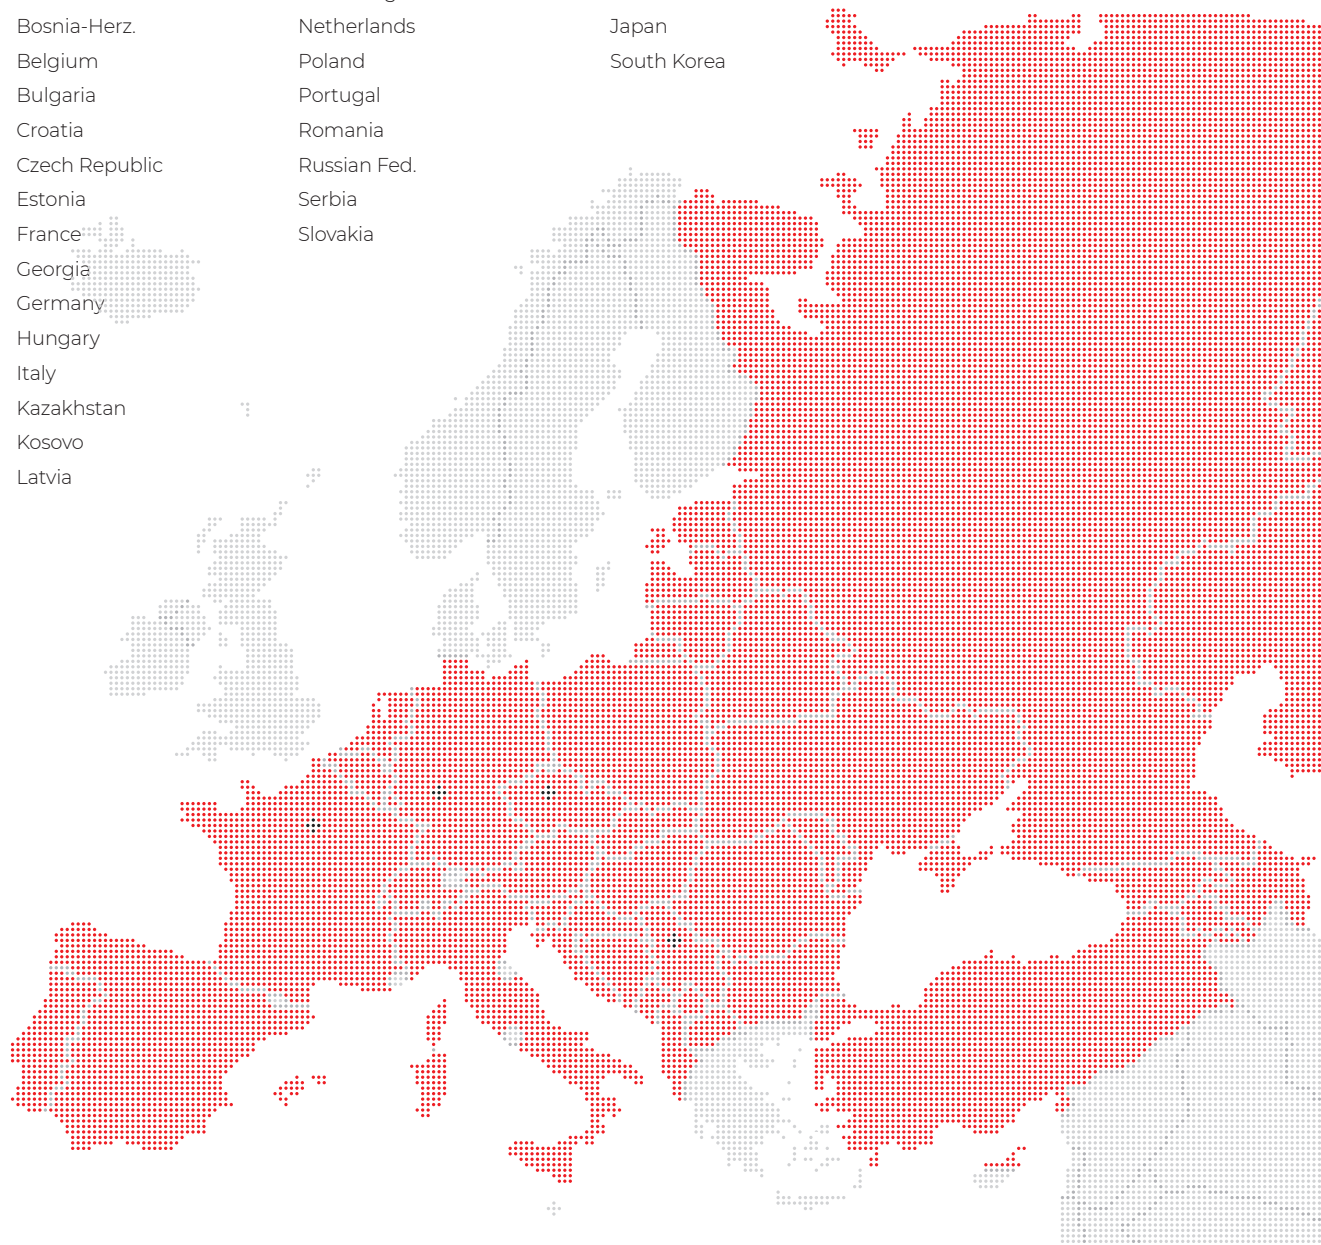 Bosnia-Herz.
Belgium
Bulgaria
Croatia
Czech Republic
Estonia
France
Georgia
Germany
Hungary
Italy
Kazakhstan
Kosovo
Latvia
Netherlands
Poland
Portugal
Romania
Russian Fed.
Serbia
Slovakia
Japan
South Korea